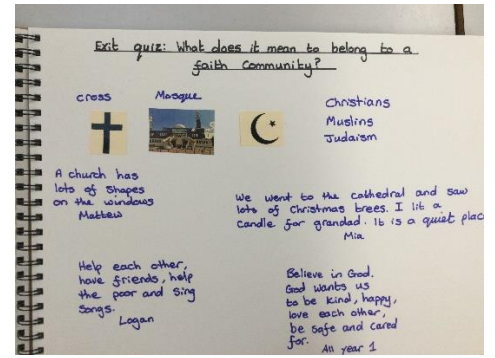 Exit quiz: What does it mean to belong to a
faith Community?
cross
Mosque
Christians
Muslims
Judaism
A church has
lots of shapes
on the windows
Mattew
We went to the cathedral and saw
lots of Christmas trees. I lit a
candle for grandad. It is a quiet place
Mia
Help each other,
have friends, help
the poor and sing
songs.
Logan
Believe in God.
God wants us
to be kind, happy,
love each other,
be safe and cared
for.
All year 1